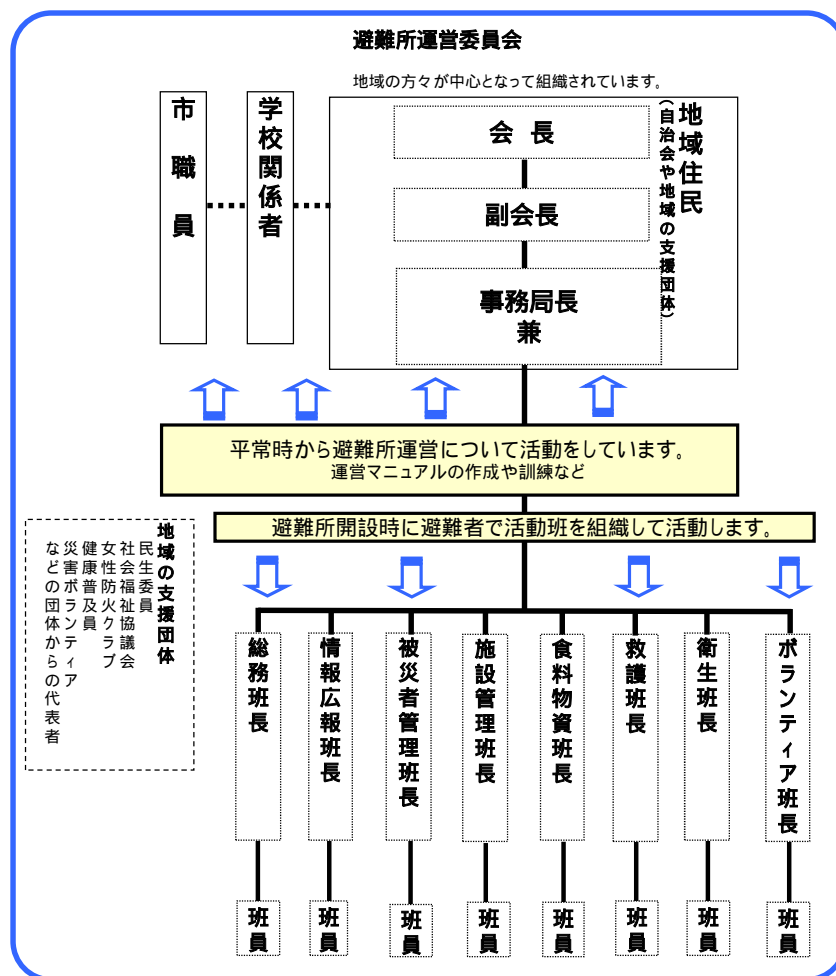 避難所運営委員会
地域の方々が中心となって組織されています。
市職員
学校関係者
地域住民
（自治会や地域の支援団体）
会長
副会長
事務局長
兼
平常時から避難所運営について活動をしています。
運営マニュアルの作成や訓練など
避難所開設時に避難者で活動班を組織して活動します。
地域の支援団体
民生委員
社会福祉協議会
女性防火クラブ
健康普及員
災害ボランティア
などの団体からの代表者
総務班長
情報広報班長
被災者管理班長
施設管理班長
食料物資班長
救護班長
衛生班長
ボランティア班長
班員
班員
班員
班員
班員
班員
班員
班員